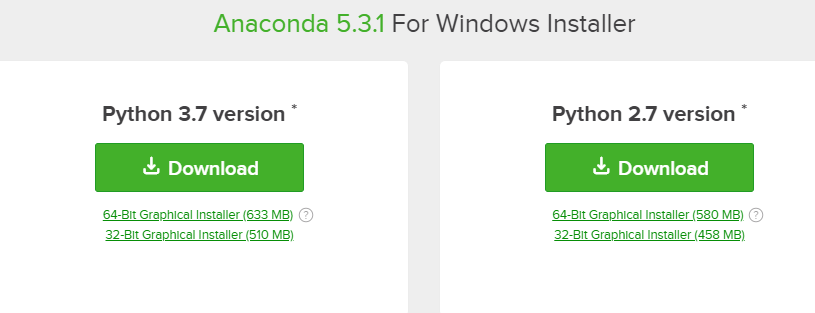 Anaconda 5.3.1 For Windows Installer
Python 3.7 version *
Download
64-Bit Graphical Installer (633 MB) ?
32-Bit Graphical Installer (510 MB)
Python 2.7 version *
Download
64-Bit Graphical Installer (580 MB) ?
32-Bit Graphical Installer (458 MB)